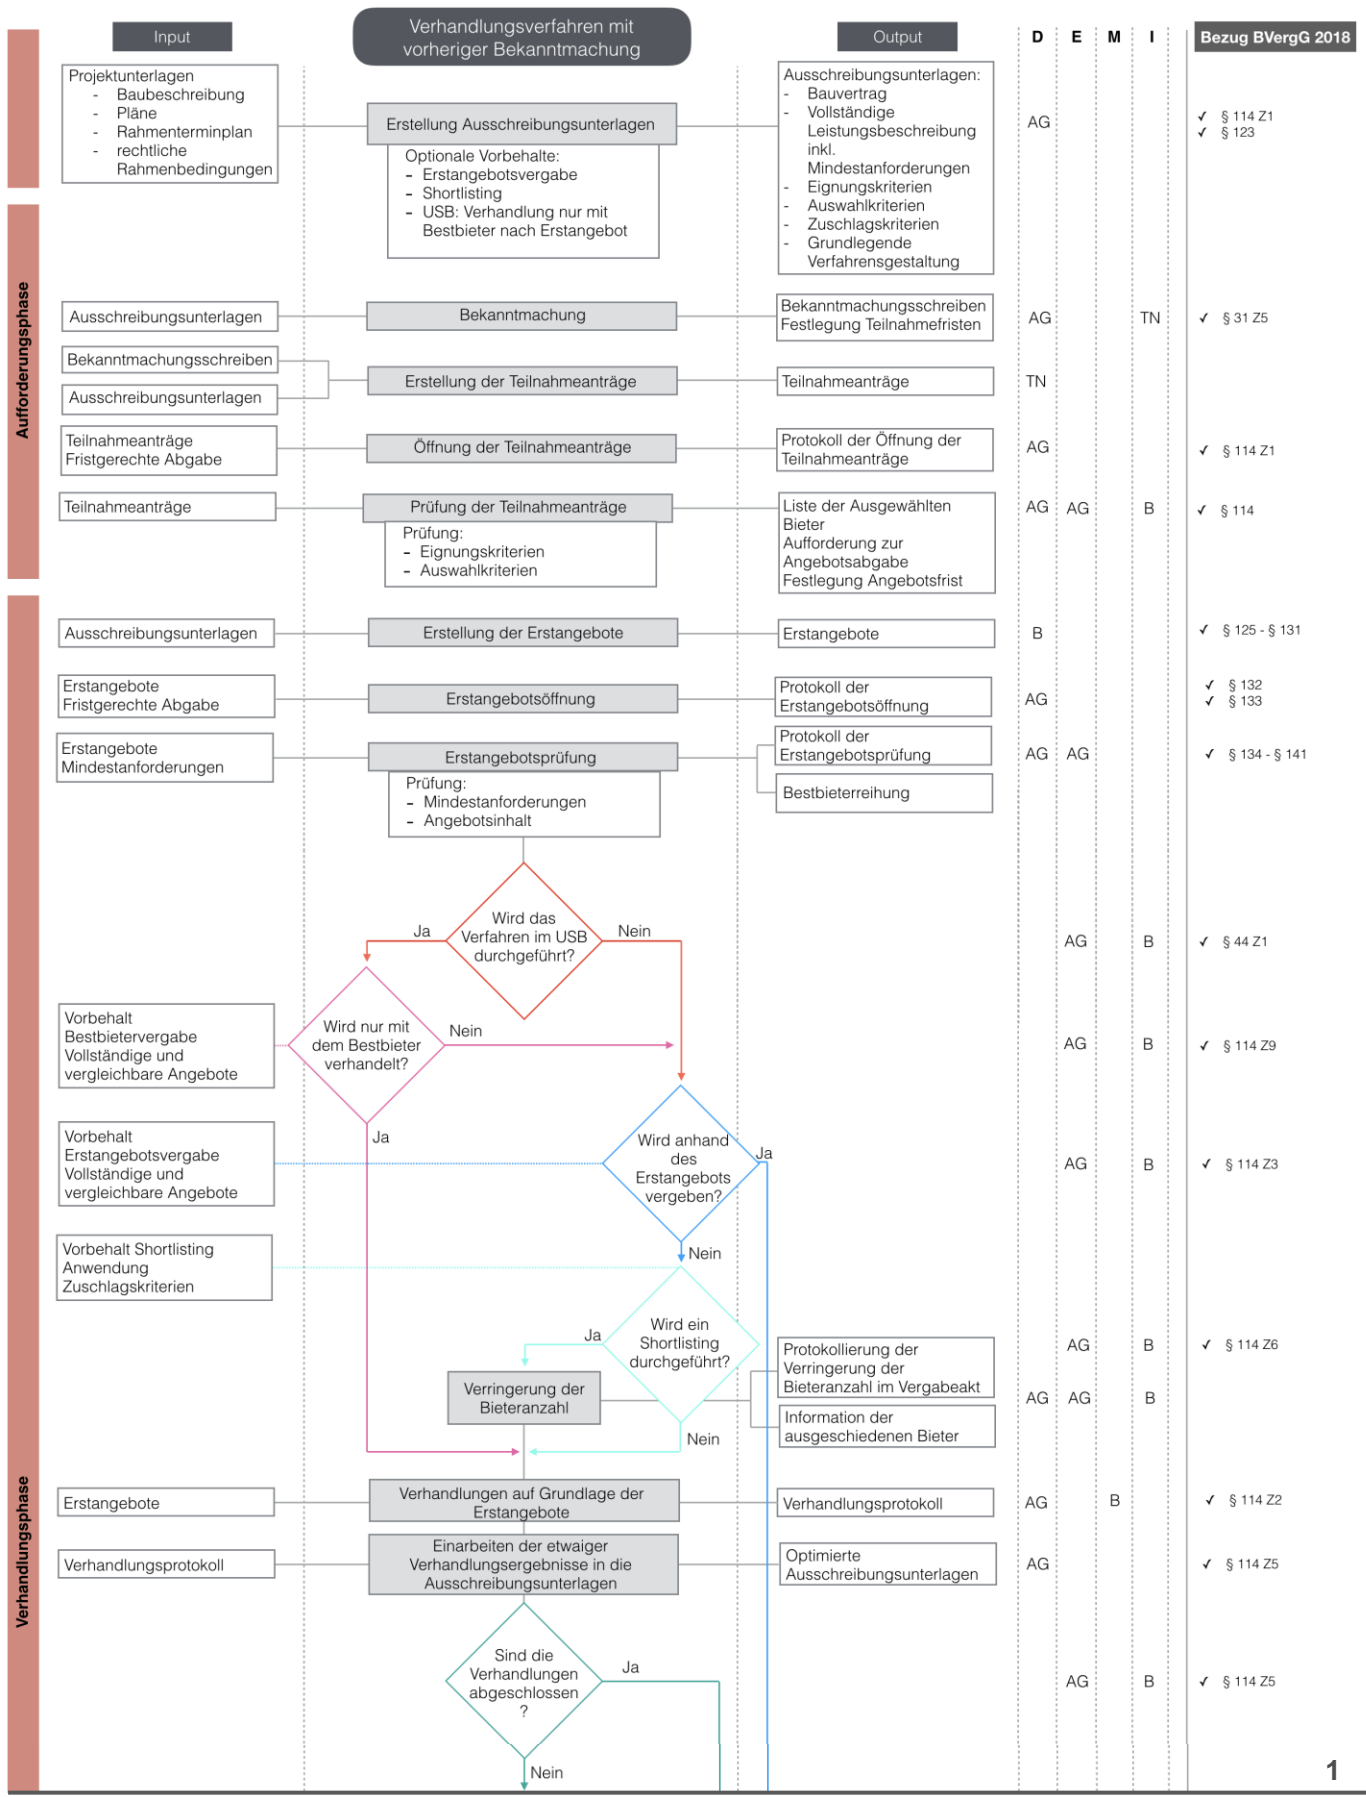 Input
Verhandlungsverfahren mit
vorheriger Bekanntmachung
Output
D E M I
Bezug BVergG 2018
Projektunterlagen
- Baubeschreibung
- Pläne
- Rahmenterminplan
- rechtliche
Rahmenbedingungen
Erstellung Ausschreibungsunterlagen
Optionale Vorbehalte:
- Erstangebotsvergabe
- Shortlisting
- USB: Verhandlung nur mit
Bestbieter nach Erstangebot
Ausschreibungsunterlagen:
- Bauvertrag
- Vollständige
Leistungsbeschreibung
inkl.
Mindestanforderungen
- Eignungskriterien
- Auswahlkriterien
- Zuschlagskriterien
- Grundlegende
Verfahrensgestaltung
AG
✓ § 114 Z1
✓ § 123
Aufforderungsphase
Ausschreibungsunterlagen
Bekanntmachung
Bekanntmachungsschreiben
Festlegung Teilnahmefristen
AG TN
✓ § 31 Z5
Bekanntmachungsschreiben
Ausschreibungsunterlagen
Erstellung der Teilnahmeanträge
Teilnahmeanträge
TN
Teilnahmeanträge
Fristgerechte Abgabe
Öffnung der Teilnahmeanträge
Protokoll der Öffnung der
Teilnahmeanträge
AG
✓ § 114 Z1
Teilnahmeanträge
Prüfung der Teilnahmeanträge
Prüfung:
- Eignungskriterien
- Auswahlkriterien
Liste der Ausgewählten
Bieter
Aufforderung zur
Angebotsabgabe
Festlegung Angebotsfrist
AG AG B
✓ § 114
Verhandlungsphase
Ausschreibungsunterlagen
Erstellung der Erstangebote
Erstangebote
B
✓ § 125 - § 131
Erstangebote
Fristgerechte Abgabe
Erstangebotsöffnung
Protokoll der
Erstangebotsöffnung
AG
✓ § 132
✓ § 133
Erstangebote
Mindestanforderungen
Erstangebotsprüfung
Prüfung:
- Mindestanforderungen
- Angebotsinhalt
Protokoll der
Erstangebotsprüfung
Bestbieterreihung
AG AG
✓ § 134 - § 141
Wird das
Verfahren im USB
durchgeführt?
Ja
Nein
AG B
✓ § 44 Z1
Vorbehalt
Bestbietervergabe
Vollständige und
vergleichbare Angebote
Wird nur mit
dem Bestbieter
verhandelt?
Nein
Ja
AG B
✓ § 114 Z9
Vorbehalt
Erstangebotsvergabe
Vollständige und
vergleichbare Angebote
Wird anhand
des
Erstangebots
vergeben?
Ja
Nein
AG B
✓ § 114 Z3
Vorbehalt Shortlisting
Anwendung
Zuschlagskriterien
Wird ein
Shortlisting
durchgeführt?
Ja
Nein
AG B
✓ § 114 Z6
Verringerung der
Bieteranzahl
Protokollierung der
Verringerung der
Bieteranzahl im Vergabeakt
Information der
ausgeschiedenen Bieter
AG AG B
Erstangebote
Verhandlungen auf Grundlage der
Erstangebote
Verhandlungsprotokoll
AG B
✓ § 114 Z2
Verhandlungsprotokoll
Einarbeiten der etwaiger
Verhandlungsergebnisse in die
Ausschreibungsunterlagen
Optimierte
Ausschreibungsunterlagen
AG
✓ § 114 Z5
Sind die
Verhandlungen
abgeschlossen
?
Ja
Nein
AG B
✓ § 114 Z5
1